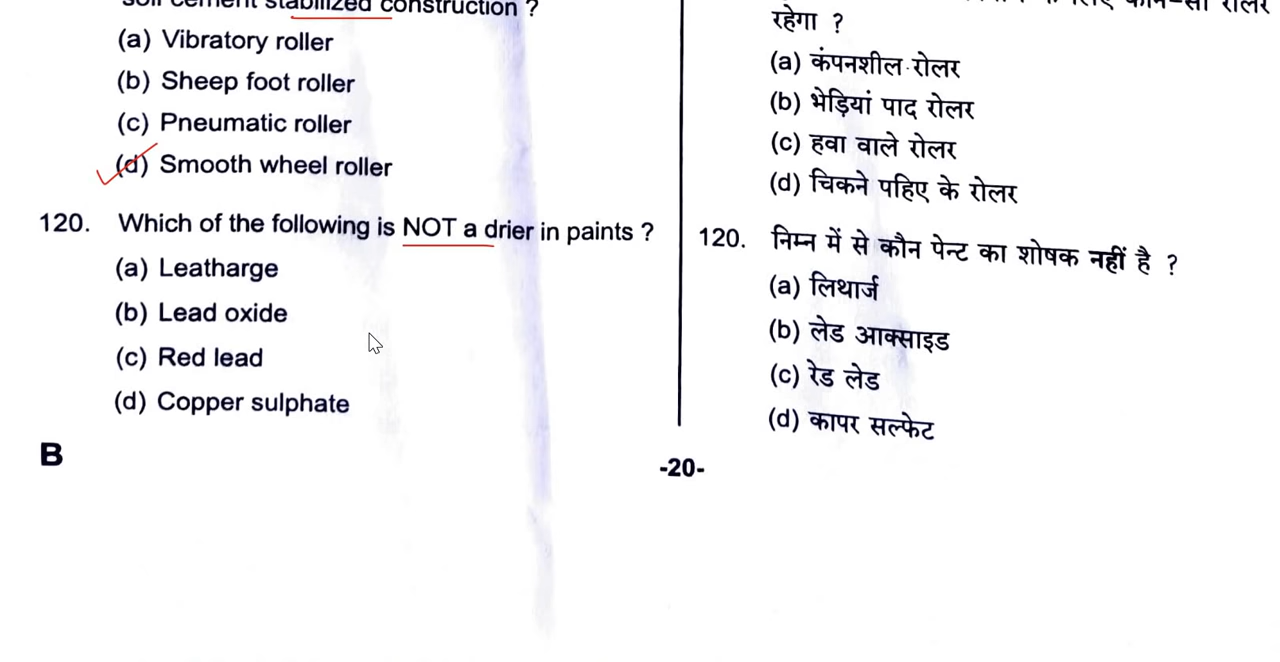 stabilized construction ?
(a) Vibratory roller
(b) Sheep foot roller
(c) Pneumatic roller
(d) Smooth wheel roller
120. Which of the following is NOT a drier in paints ?
(a) Leatharge
(b) Lead oxide
(c) Red lead
(d) Copper sulphate
B
रहेगा ?
(a) कंपनशील रोलर
(b) भेड़ियां पाद रोलर
(c) हवा वाले रोलर
(d) चिकने पहिए के रोलर
120. निम्न में से कौन पेन्ट का शोषक नहीं है ?
(a) लिथार्ज
(b) लेड आक्साइड
(c) रेड लेड
(d) कापर सल्फेट
-20-